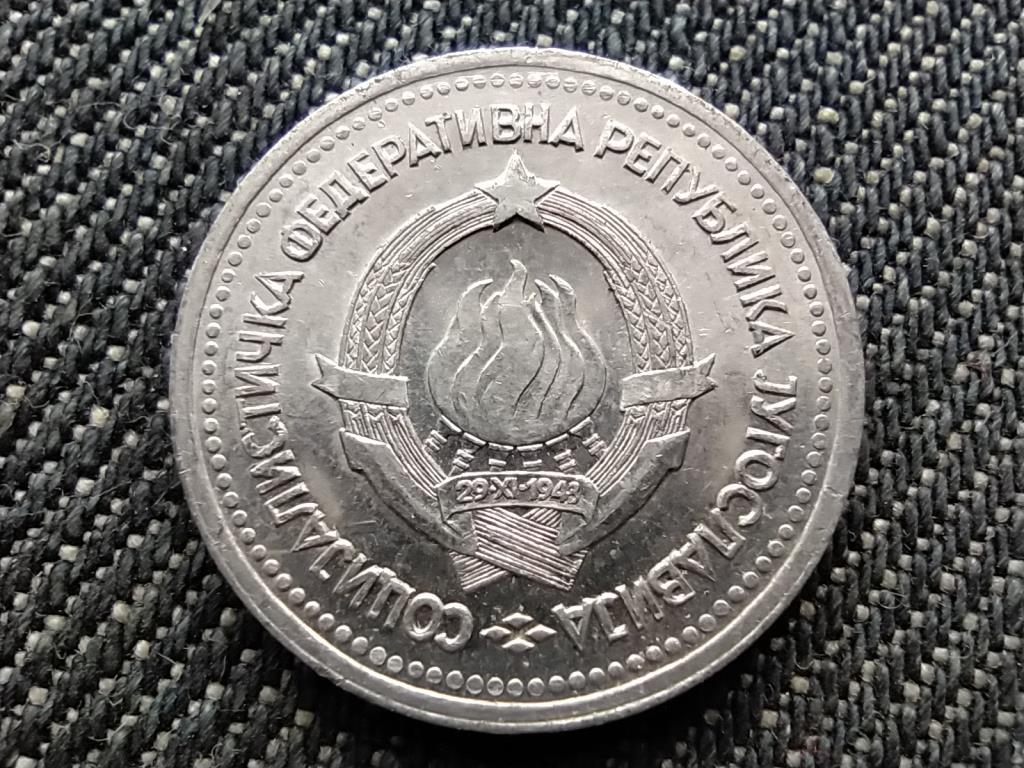 СОЦИЈАЛИСТИЧКА ФЕДЕРАТИВНА РЕПУБЛИКА ЈУГОСЛАВИЈА
29·XI·1943